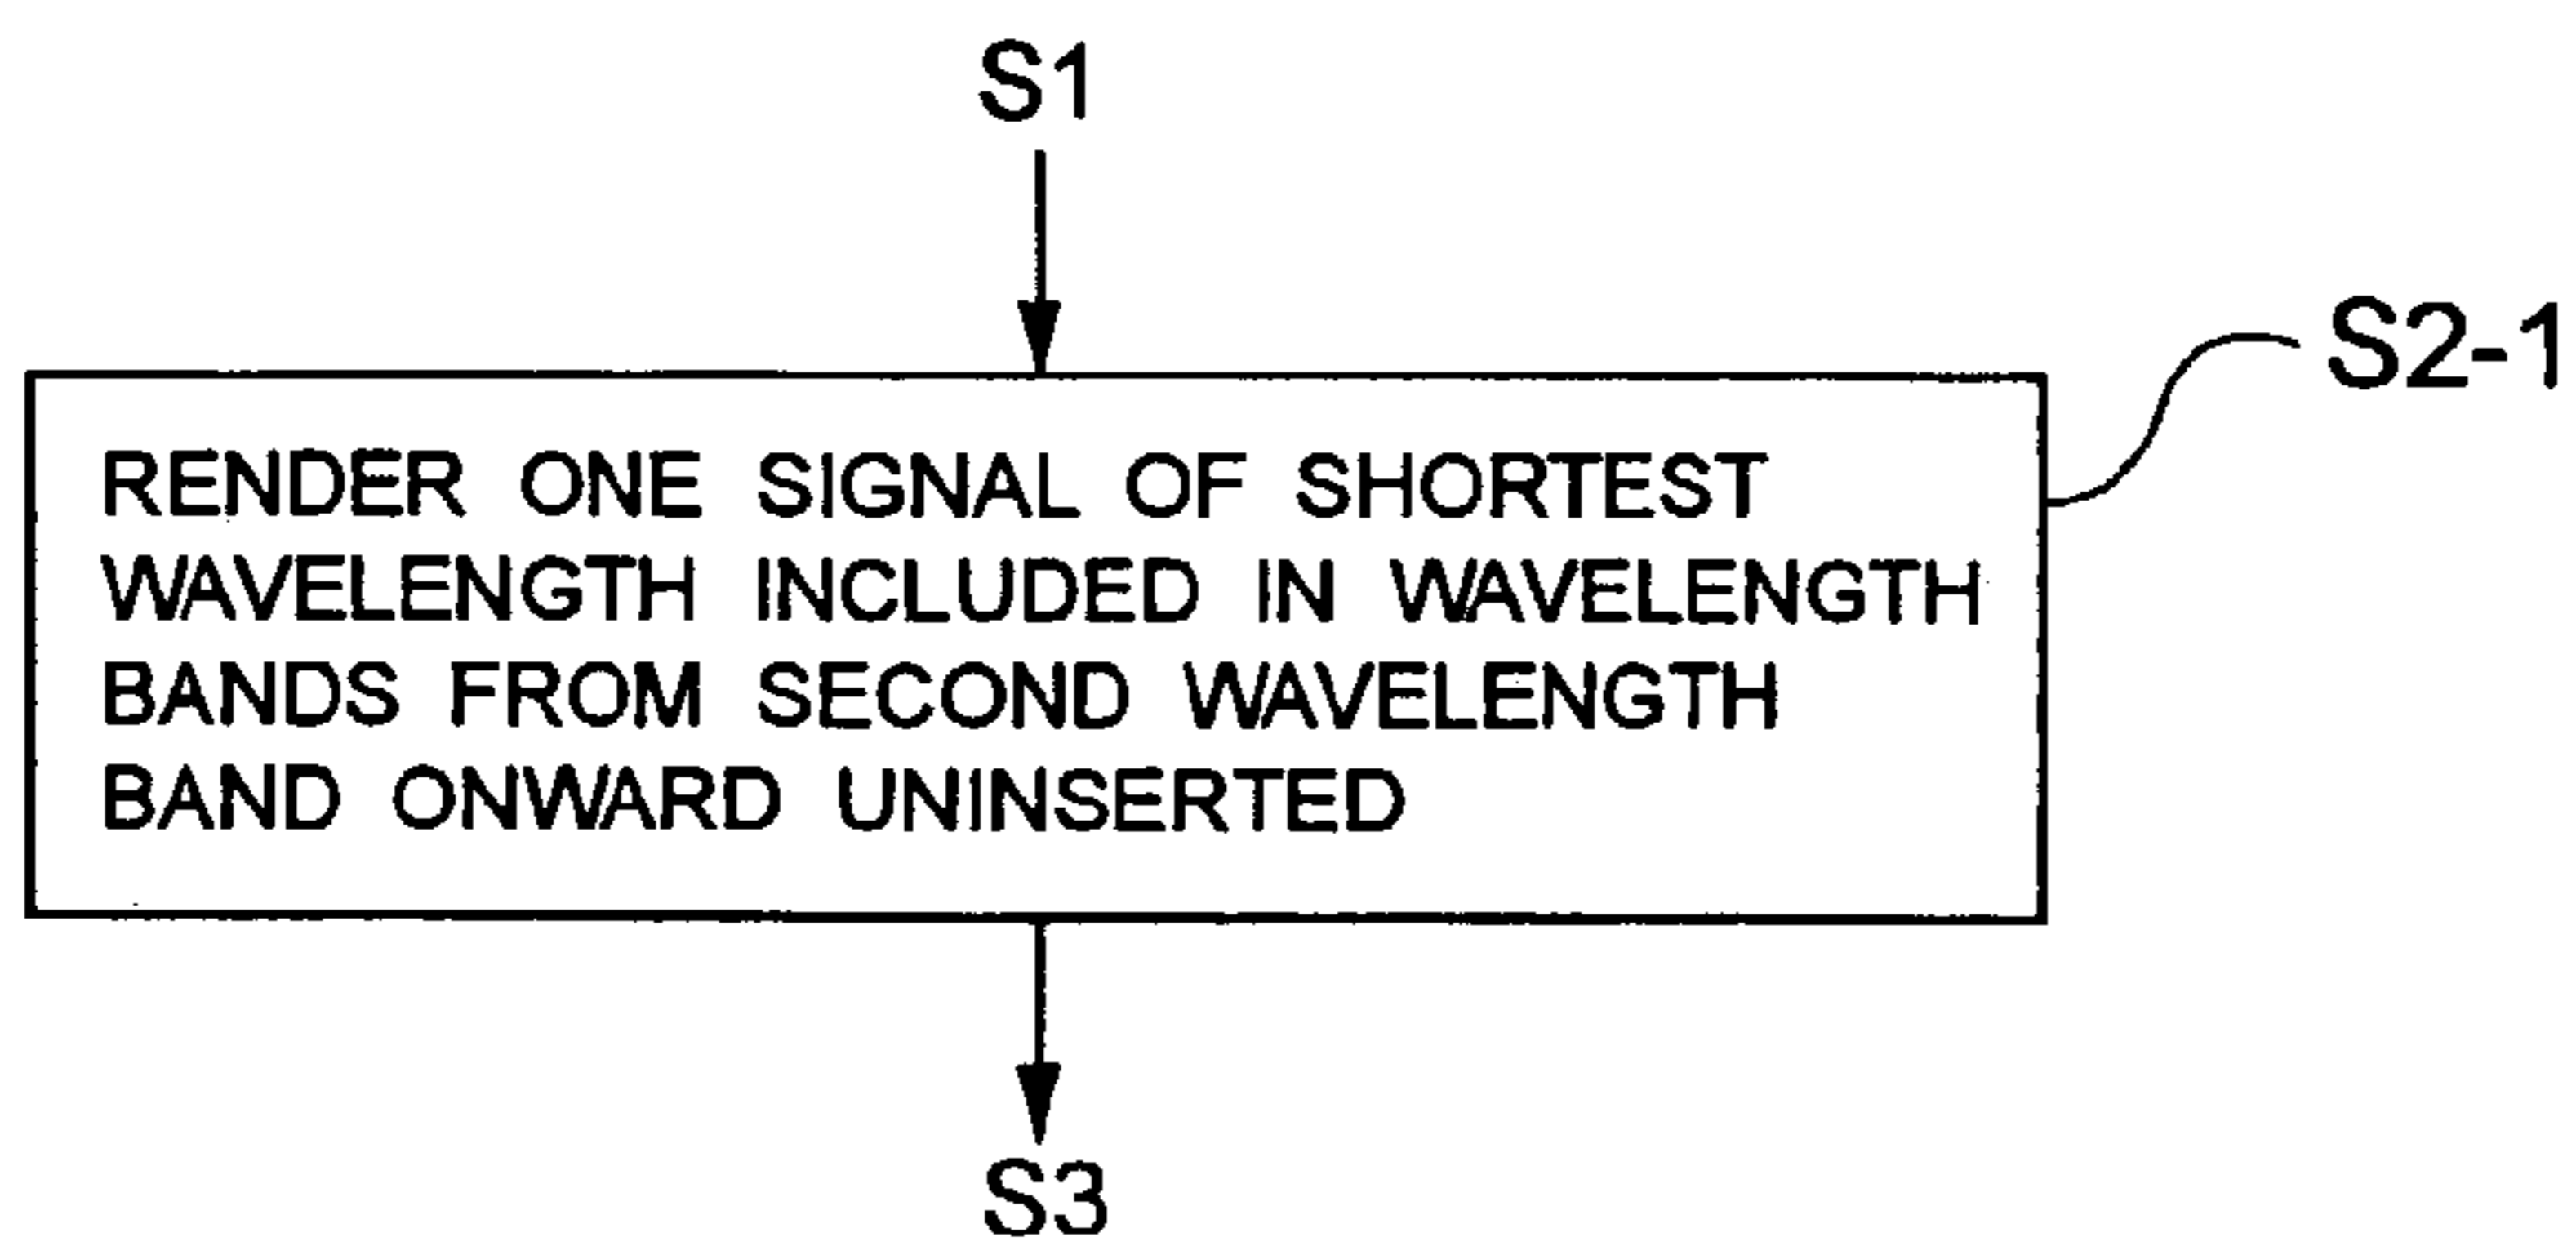 S1
S2-1
RENDER ONE SIGNAL OF SHORTEST
WAVELENGTH INCLUDED IN WAVELENGTH
BANDS FROM SECOND WAVELENGTH
BAND ONWARD UNINSERTED
S3